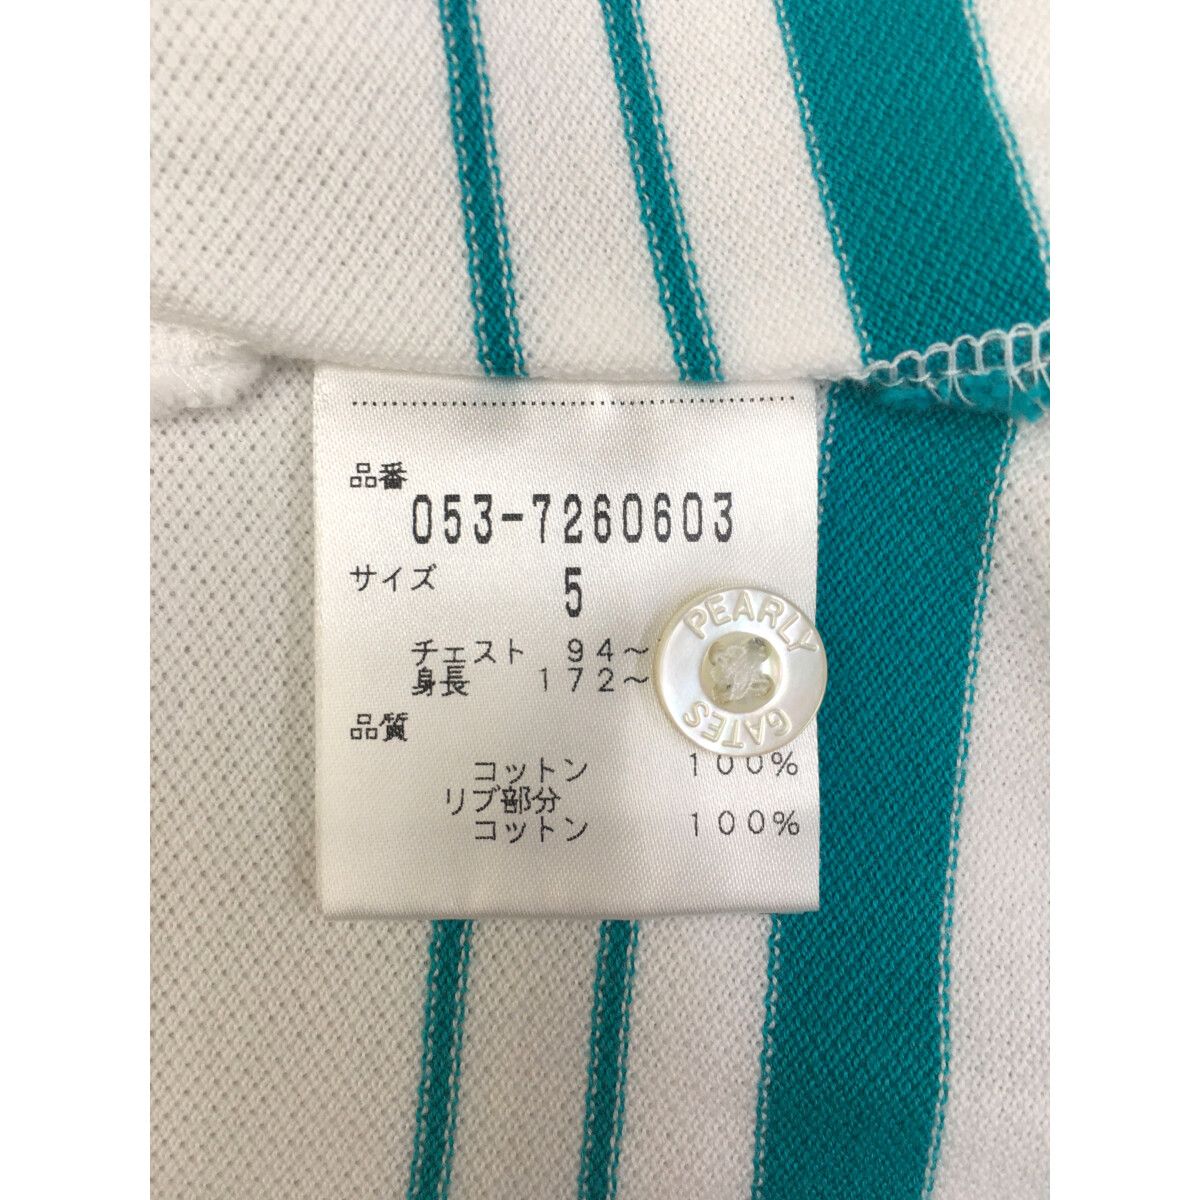 品番
053-7260603
サイズ 5
チェスト 94~
身長 172~
PEARLY
GATES
品質
コットン 100%
リブ部分
コットン 100%